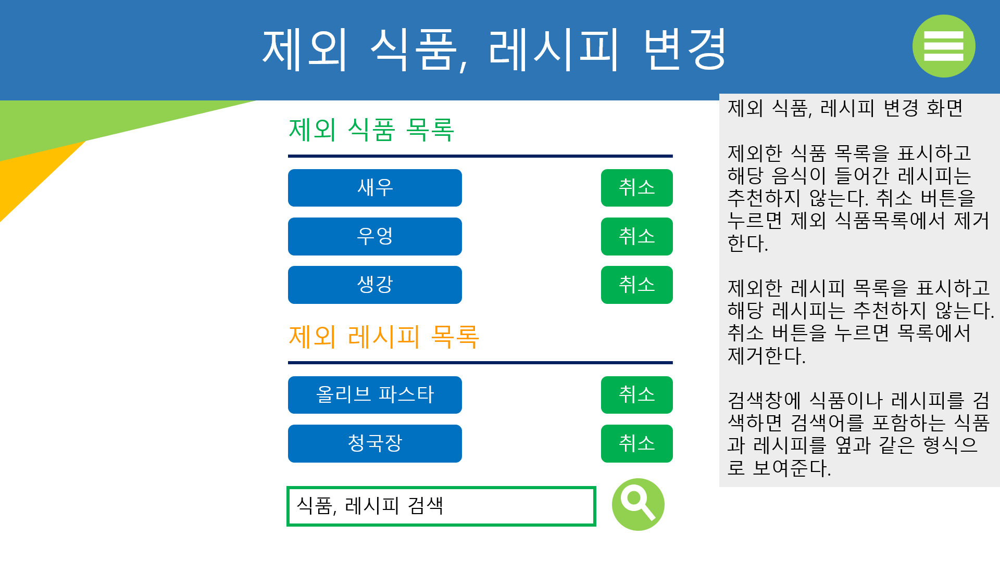 제외 식품, 레시피 변경
제외 식품 목록
새우
취소
우엉
취소
생강
취소
제외 레시피 목록
올리브 파스타
취소
청국장
취소
식품, 레시피 검색
제외 식품, 레시피 변경 화면
제외한 식품 목록을 표시하고
해당 음식이 들어간 레시피는
추천하지 않는다. 취소 버튼을
누르면 제외 식품목록에서 제거
한다.
제외한 레시피 목록을 표시하고
해당 레시피는 추천하지 않는다.
취소 버튼을 누르면 목록에서
제거한다.
검색창에 식품이나 레시피를 검
색하면 검색어를 포함하는 식품
과 레시피를 옆과 같은 형식으
로 보여준다.